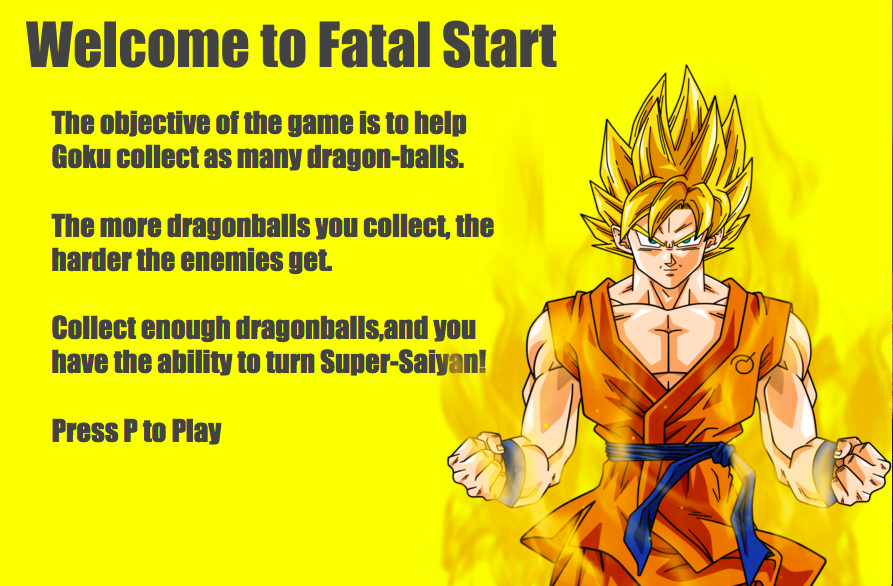 Welcome to Fatal Start
The objective of the game is to help
Goku collect as many dragon-balls.
The more dragonballs you collect, the
harder the enemies get.
Collect enough dragonballs,and you
have the ability to turn Super-Saiyan!
Press P to Play